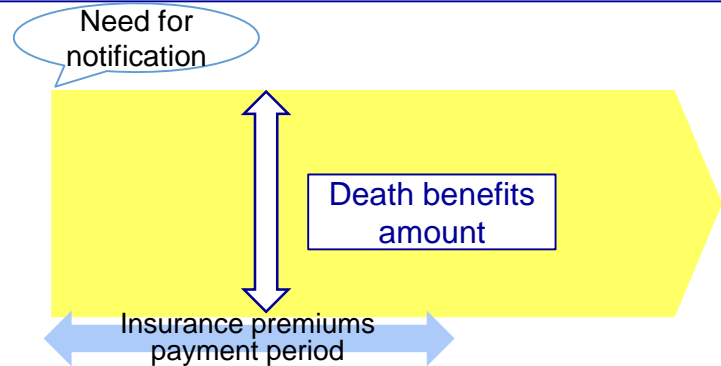 Need for
notification
Death benefits
amount
Insurance premiums
payment period